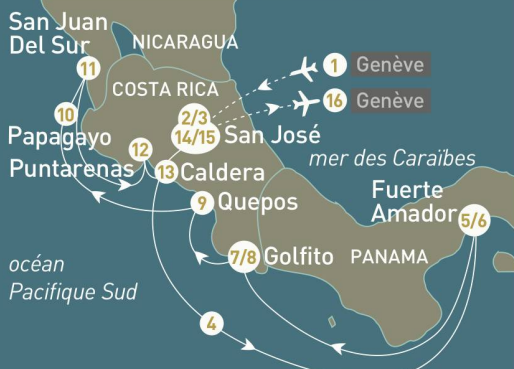 San Juan
Del Sur
NICARAGUA
11
1 Genève
COSTA RICA
16 Genève
10
2/3
Papagayo
14/15 San José
12
Puntarenas
mer des Caraïbes
13 Caldera
Fuerte
Amador
5/6
9 Quepos
7/8 Golfito
PANAMA
océan
Pacifique Sud
4